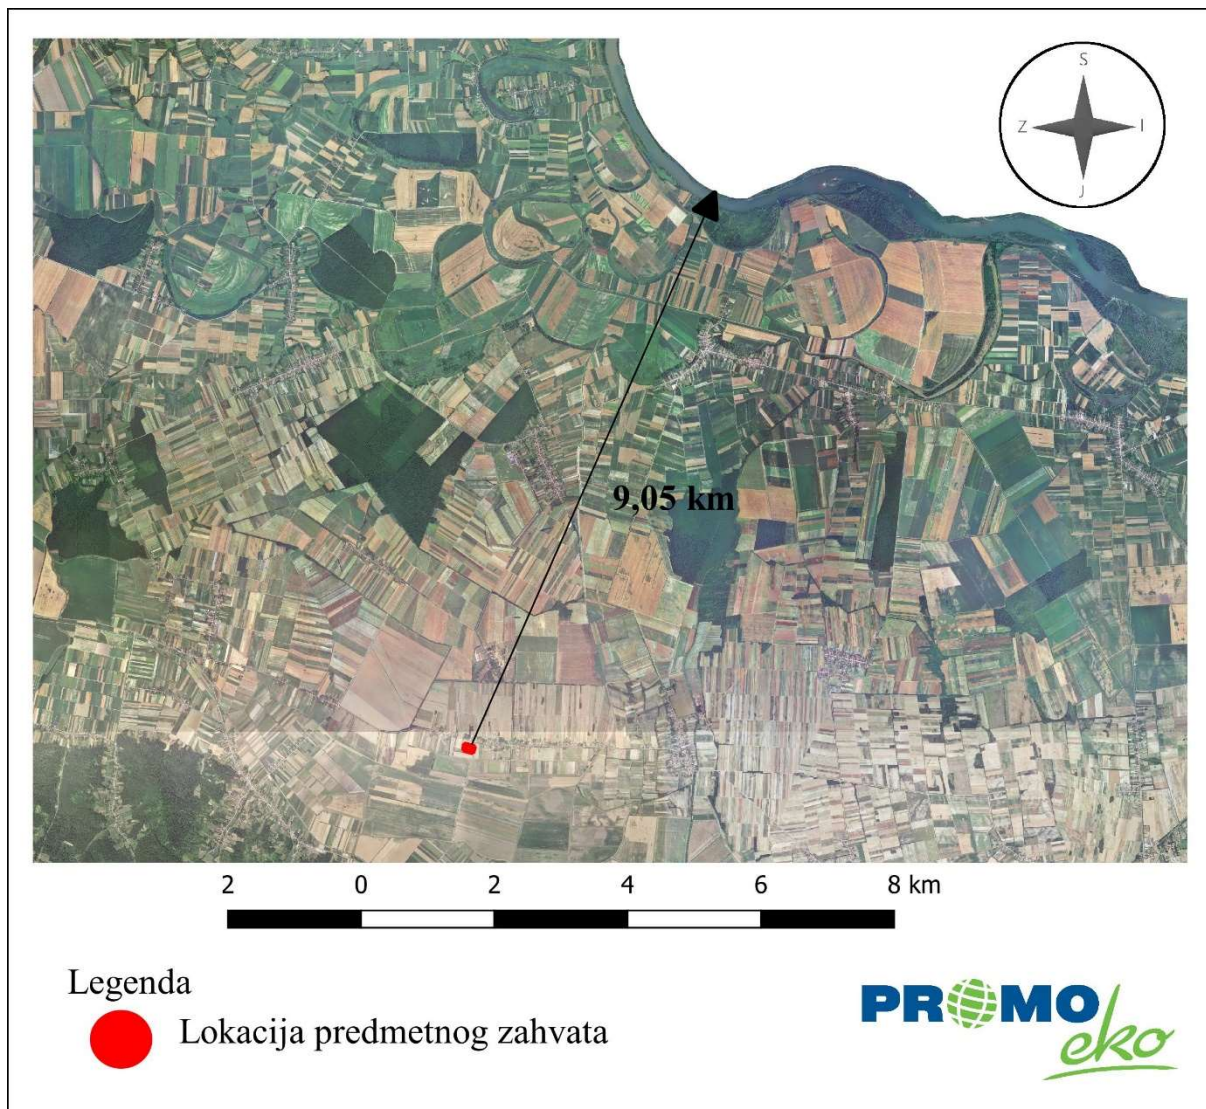 S
Z I
J
9,05 km
2 0 2 4 6 8 km
Legenda
Lokacija predmetnog zahvata
PROMO
eko